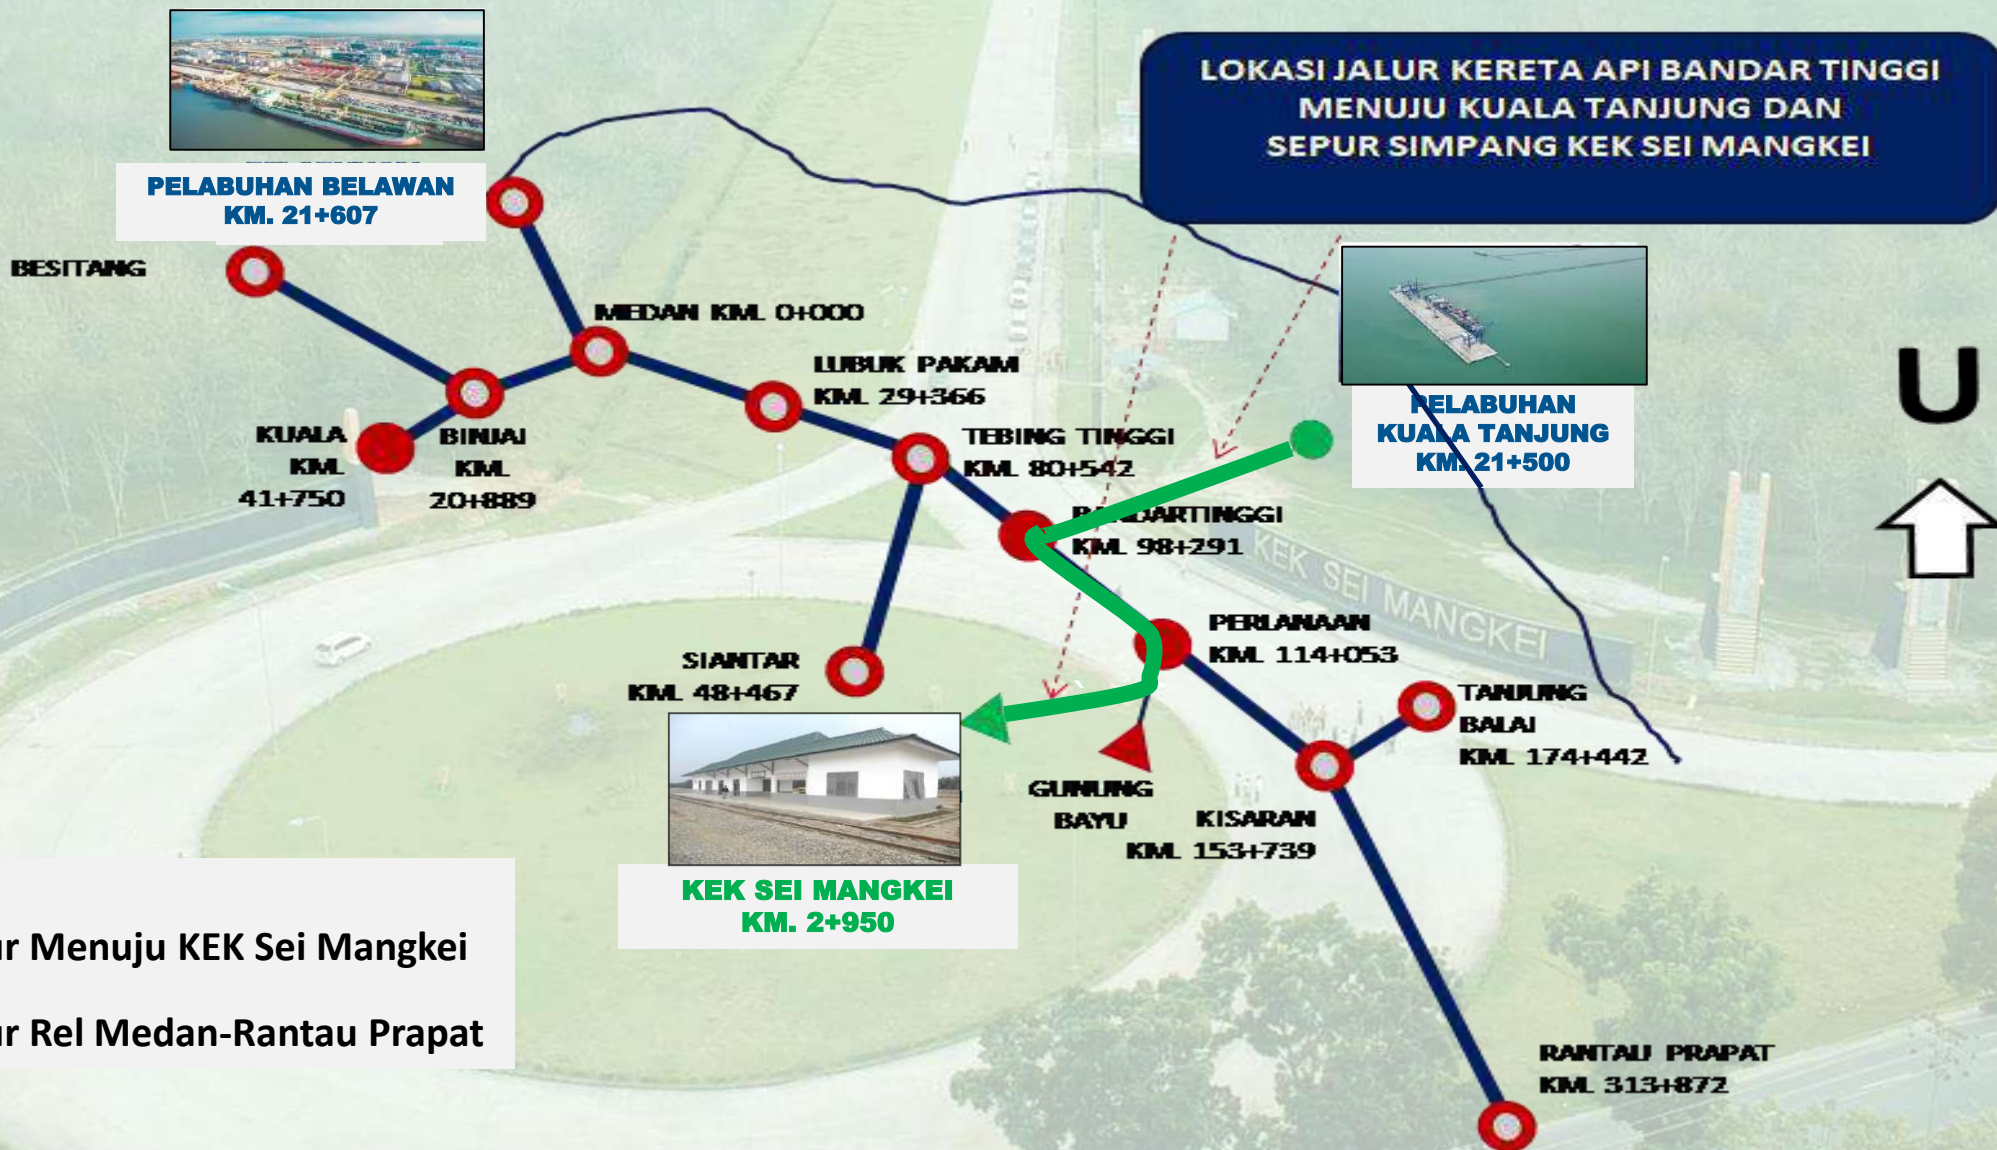 LOKASI JALUR KERETA API BANDAR TINGGI
MENUJU KUALA TANJUNG DAN
SEPUR SIMPANG KEK SEI MANGKEI
PELABUHAN BELAWAN
KM. 21+607
BESITANG
MEDAN KM. 0+000
LUBUK PAKAM
KM. 29+366
U
PELABUHAN
KUALA TANJUNG
KM. 21+500
KUALA
KM.
41+750
BINJAI
KM.
20+889
TEBING TINGGI
KM. 80+542
BANDARTINGGI
KM. 98+291
KEK SEI MANGKEI
PERLANAAN
KM. 114+053
SIANTAR
KM. 48+467
TANJUNG
BALAI
KM. 174+442
GUNUNG
BAYU
KISARAN
KM. 153+739
KEK SEI MANGKEI
KM. 2+950
Menuju KEK Sei Mangkei
Rel Medan-Rantau Prapat
RANTAU PRAPAT
KM. 313+872